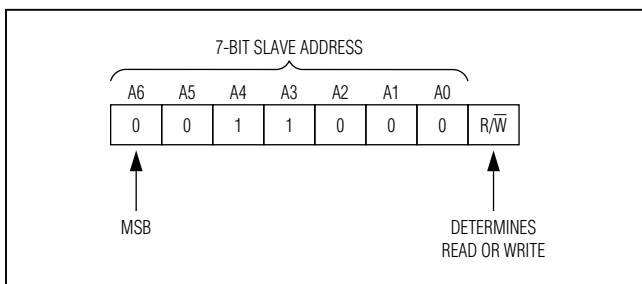 7-BIT SLAVE ADDRESS
A6 A5 A4 A3 A2 A1 A0
0 0 1 1 0 0 0 R/W̅
MSB
DETERMINES
READ OR WRITE